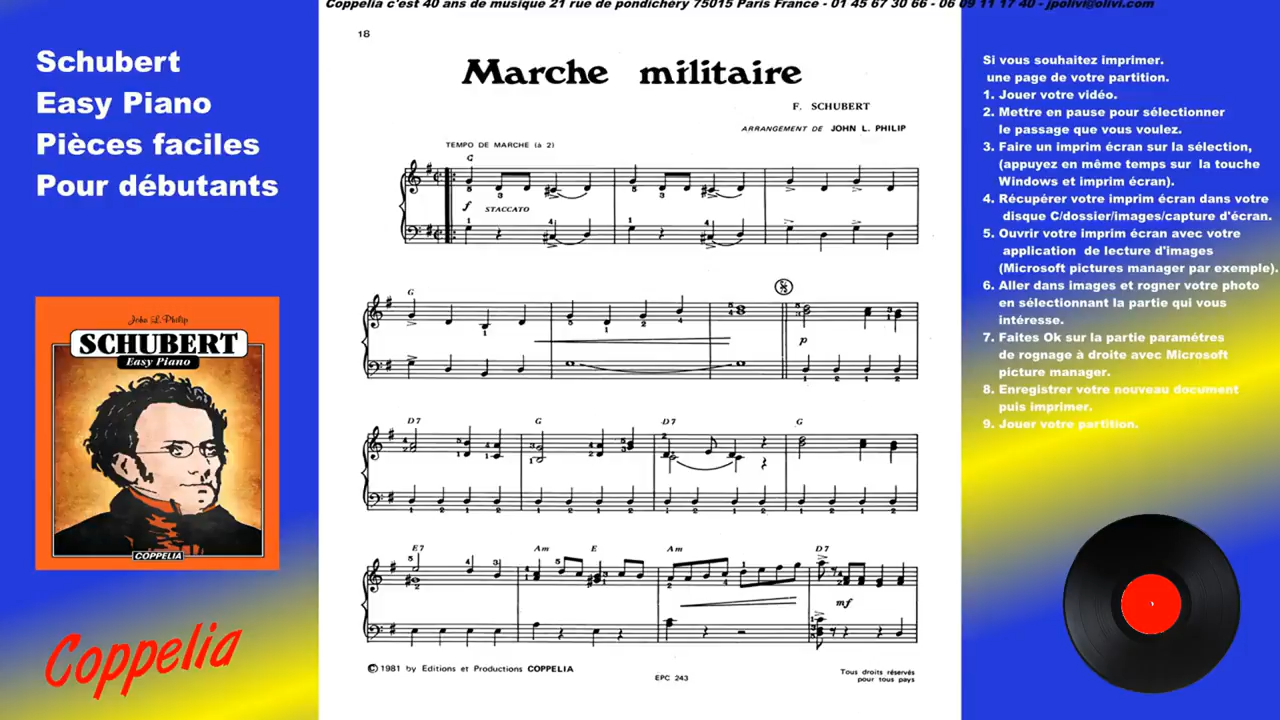 Coppelia c'est 40 ans de musique 21 rue de pondichéry 75015 Paris France - 01 45 67 30 66 - 06 09 11 17 40 - jpolivi@olivi.com
Schubert
Easy Piano
Pièces faciles
Pour débutants
John L. Philip
SCHUBERT
Easy Piano
COPPELIA
Coppelia
18
Marche militaire
F. SCHUBERT
ARRANGEMENT DE JOHN L. PHILIP
TEMPO DE MARCHE (à 2)
G
f STACCATO
G
p
D7 G D7 G
E7 Am E Am D7
mf
©1981 by Editions et Productions COPPELIA
EPC 243
Tous droits réservés
pour tous pays
Si vous souhaitez imprimer.
une page de votre partition.
1. Jouer votre vidéo.
2. Mettre en pause pour sélectionner
le passage que vous voulez.
3. Faire un imprim écran sur la sélection,
(appuyez en même temps sur la touche
Windows et imprim écran).
4. Récupérer votre imprim écran dans votre
disque C/dossier/images/capture d'écran.
5. Ouvrir votre imprim écran avec votre
application de lecture d'images
(Microsoft pictures manager par exemple).
6. Aller dans images et rogner votre photo
en sélectionnant la partie qui vous
intéresse.
7. Faites Ok sur la partie paramétres
de rognage à droite avec Microsoft
picture manager.
8. Enregistrer votre nouveau document
puis imprimer.
9. Jouer votre partition.